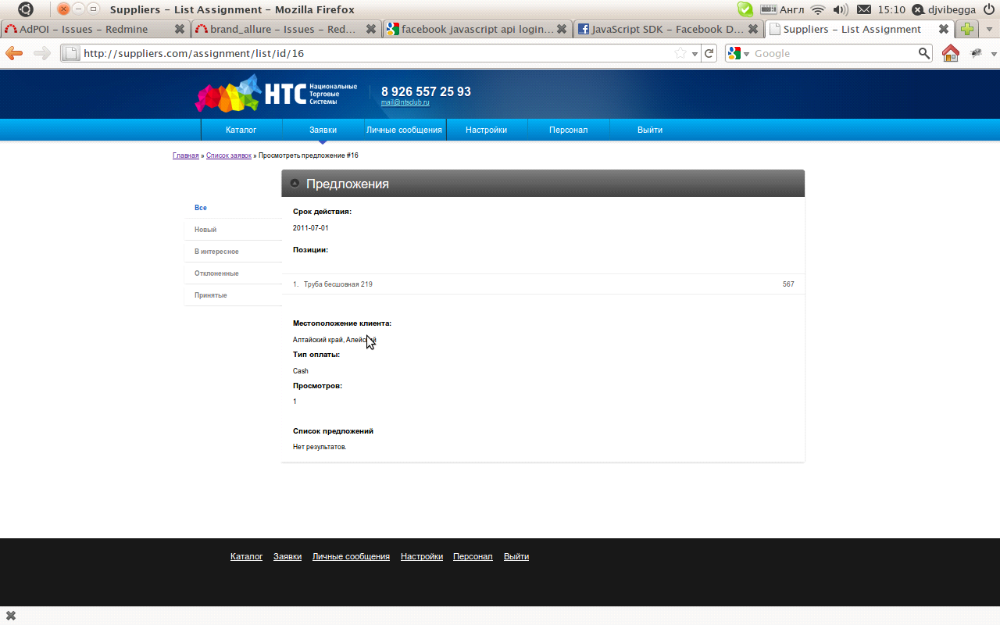 Suppliers - List Assignment - Mozilla Firefox
Англ
15:10
djvibegga
AdPOI - Issues - Redmine
brand_allure - Issues - Red...
facebook javascript api login...
JavaScript SDK - Facebook D...
Suppliers - List Assignment
http://suppliers.com/assignment/list/id/16
Google
НТС
Национальные
Торговые
Системы
8 926 557 25 93
mail@ntsclub.ru
Каталог
Заявки
Личные сообщения
Настройки
Персонал
Выйти
Главная » Список заявок » Просмотреть предложение #16
Все
Новый
В интересное
Отклоненные
Принятые
Предложения
Срок действия:
2011-07-01
Позиции:
1. Труба бесшовная 219 567
Местоположение клиента:
Алтайский край,
Тип оплаты:
Cash
Просмотров:
1
Список предложений
Нет результатов.
Каталог Заявки Личные сообщения Настройки Персонал Выйти